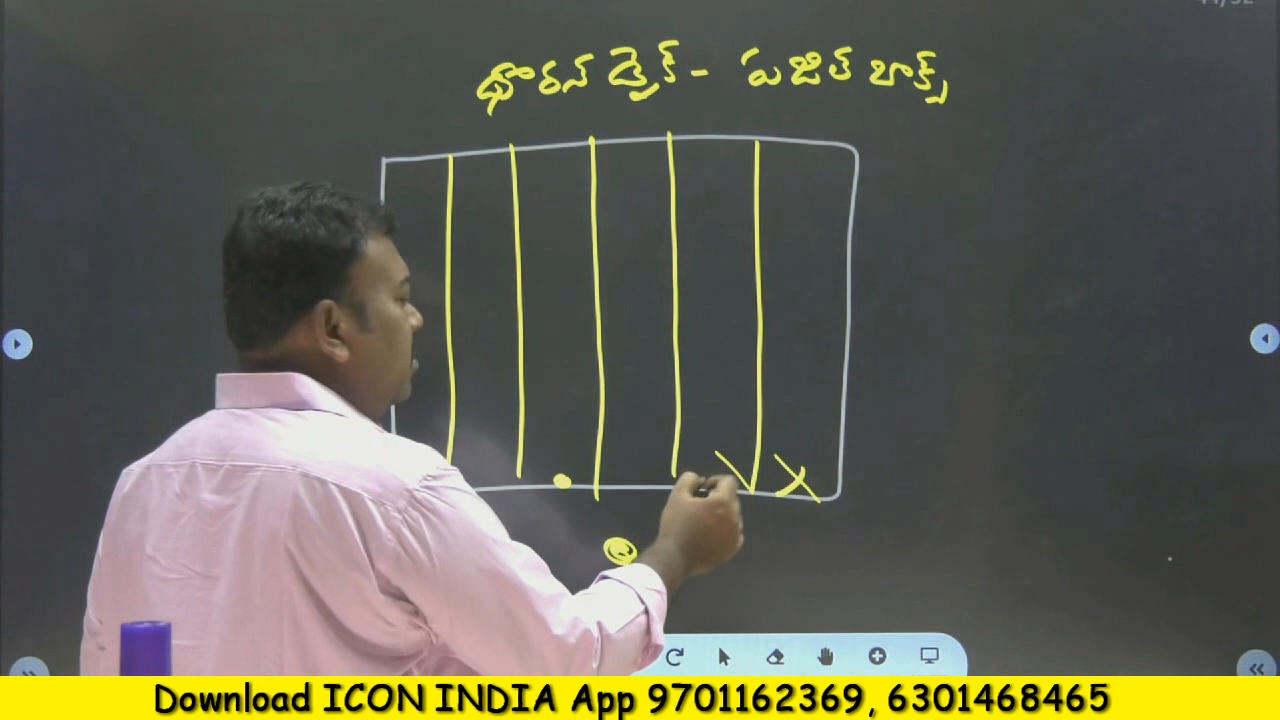 థారన్ డైక్ - పజిల్ బాక్స్
Download ICON INDIA App 9701162369, 6301468465